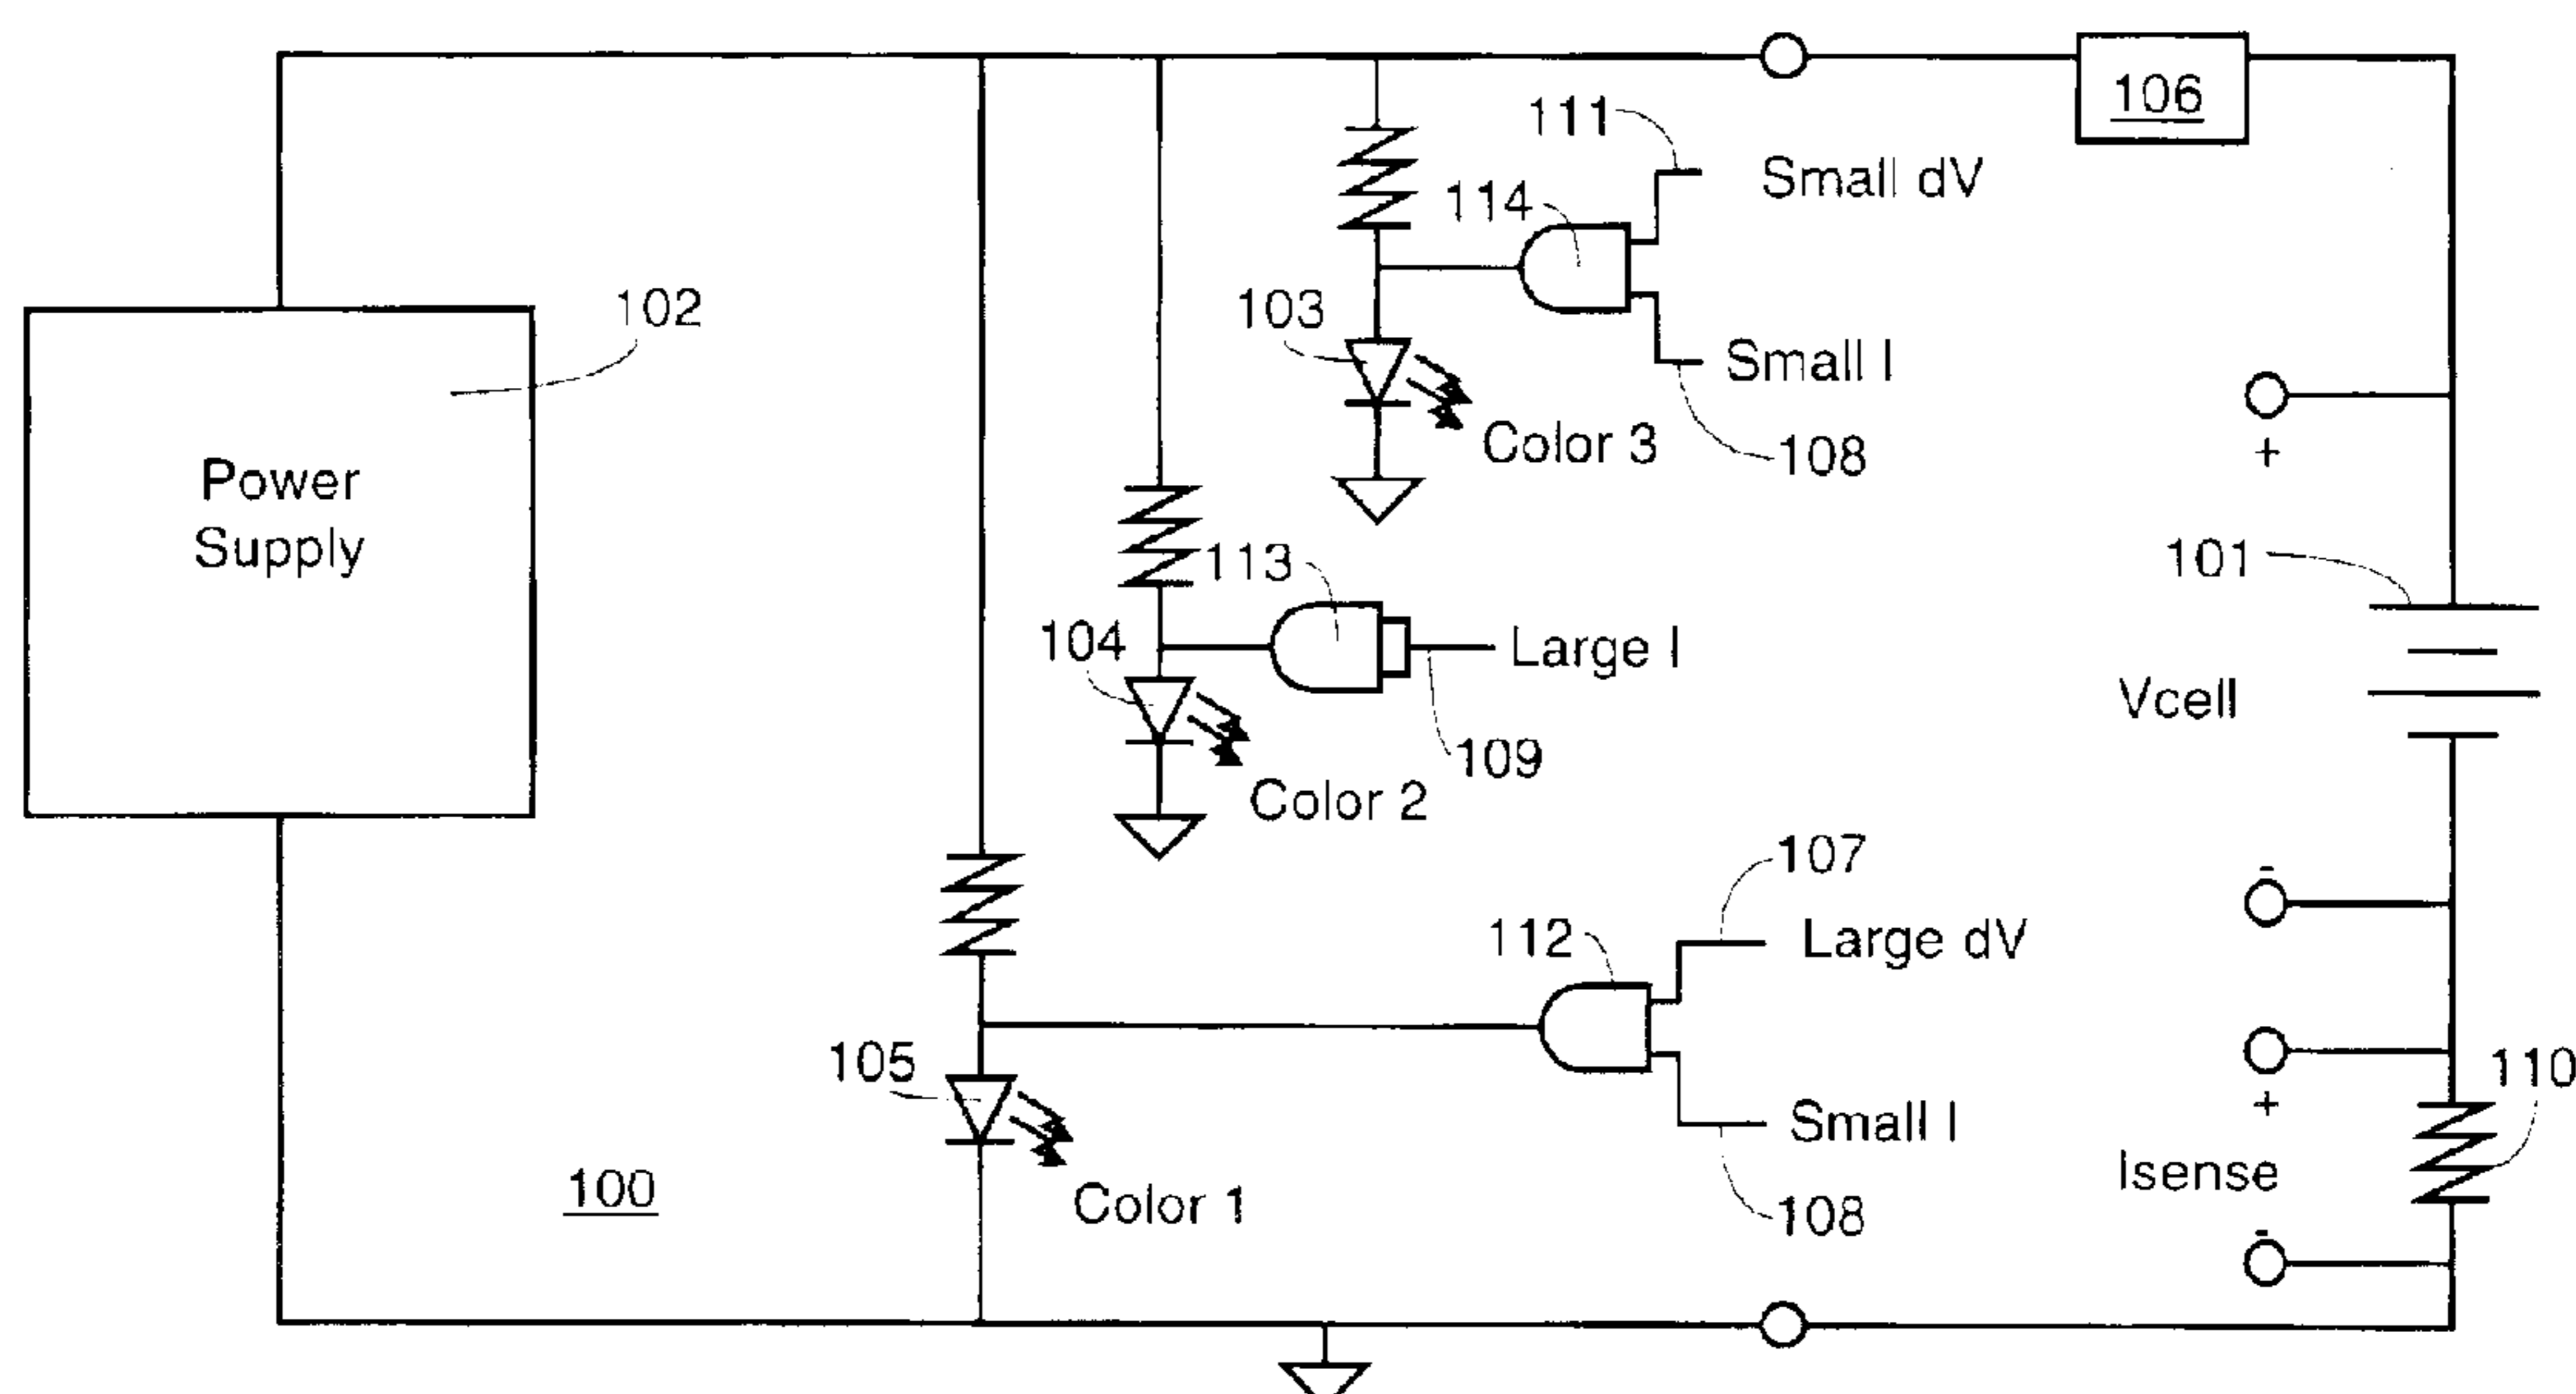 106
111
Small dV
114
102
103
Small I
Color 3
108
+
Power
Supply
101
113
104
Large I
Vcell
109
Color 2
107
-
112
Large dV
105
+
110
Small I
Isense
100
Color 1
108
-